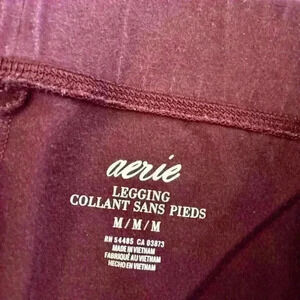 aerie
LEGGING
COLLANT SANS PIEDS
M/M/M
RN 54485 CA 03873
MADE IN VIETNAM
FABRIQUÉ AU VIETNAM
HECHO EN VIETNAM